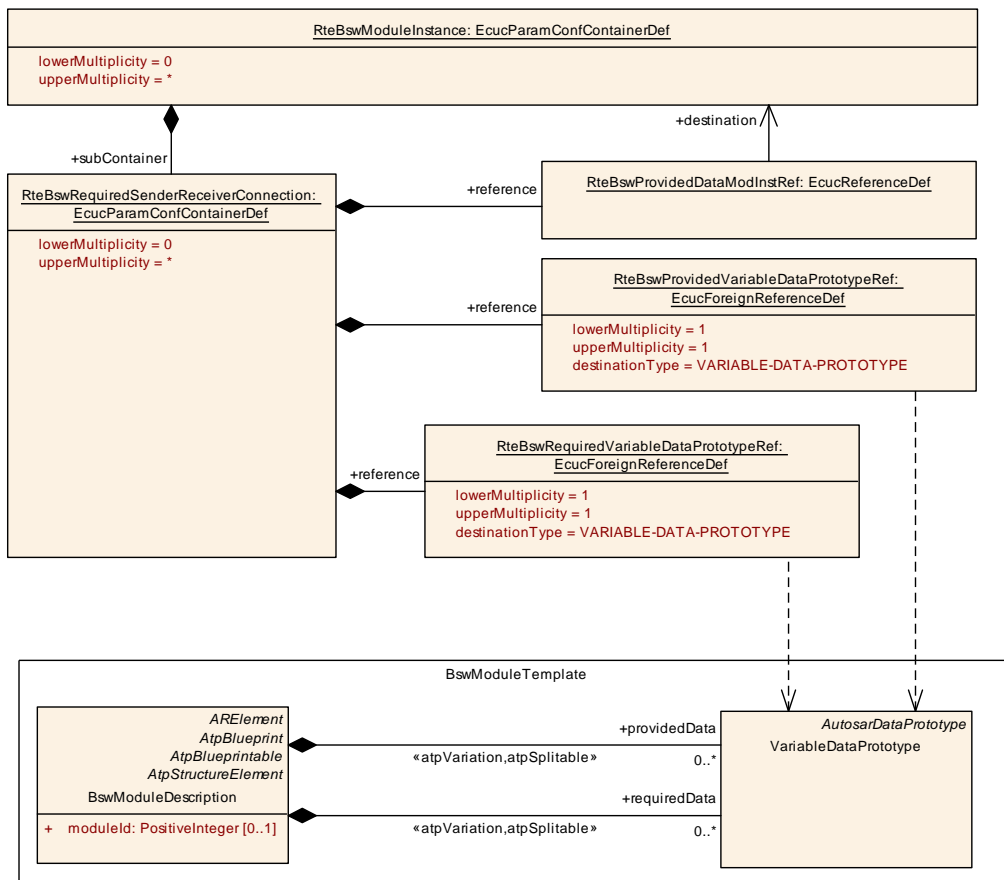 RteBswModuleInstance: EcucParamConfContainerDef
lowerMultiplicity = 0
upperMultiplicity = *
+destination
+subContainer
RteBswRequiredSenderReceiverConnection:
EcucParamConfContainerDef
lowerMultiplicity = 0
upperMultiplicity = *
+reference
RteBswProvidedDataModInstRef: EcucReferenceDef
+reference
RteBswProvidedVariableDataPrototypeRef:
EcucForeignReferenceDef
lowerMultiplicity = 1
upperMultiplicity = 1
destinationType = VARIABLE-DATA-PROTOTYPE
+reference
RteBswRequiredVariableDataPrototypeRef:
EcucForeignReferenceDef
lowerMultiplicity = 1
upperMultiplicity = 1
destinationType = VARIABLE-DATA-PROTOTYPE
BswModuleTemplate
ARElement
AtpBlueprint
AtpBlueprintable
AtpStructureElement
BswModuleDescription
+ moduleId: PositiveInteger [0..1]
+providedData
«atpVariation,atpSplitable»
0..*
+requiredData
«atpVariation,atpSplitable»
0..*
AutosarDataPrototype
VariableDataPrototype